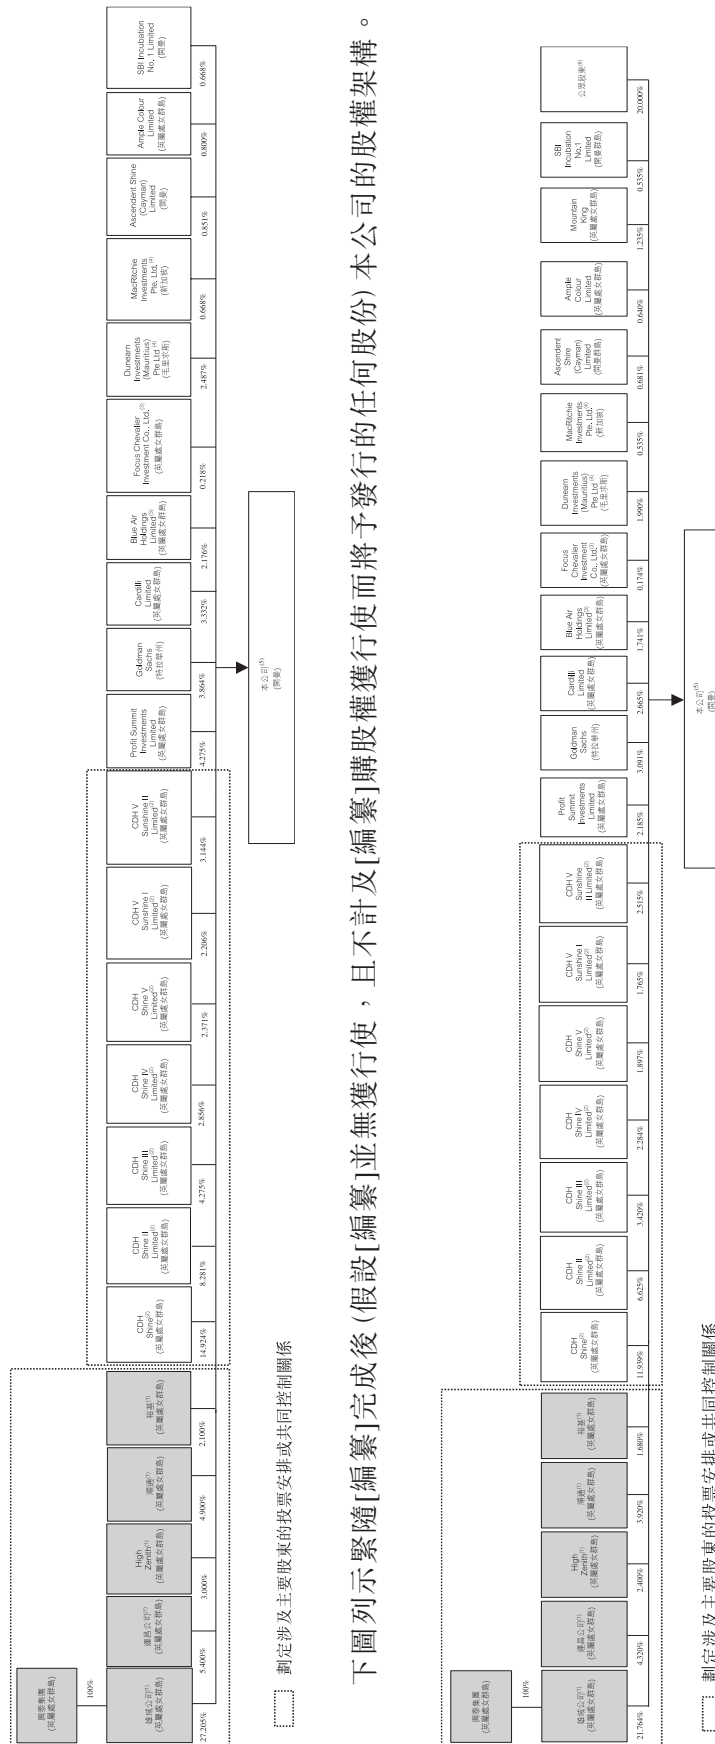 興泰集團
(英屬處女群島)
100%
雄域公司(1)
(英屬處女群島)
27.205%
運昌公司(1)
(英屬處女群島)
5.400%
High
Zenith(1)
(英屬處女群島)
3.000%
順通(1)
(英屬處女群島)
4.900%
裕基(1)
(英屬處女群島)
2.100%
CDH
Shine(2)
(英屬處女群島)
14.924%
CDH
Shine II
Limited(2)
(英屬處女群島)
8.281%
CDH
Shine III
Limited(2)
(英屬處女群島)
4.275%
CDH
Shine IV
Limited(2)
(英屬處女群島)
2.856%
CDH
Shine V
Limited(2)
(英屬處女群島)
2.371%
CDH V
Sunshine I
Limited(2)
(英屬處女群島)
2.206%
CDH V
Sunshine II
Limited(2)
(英屬處女群島)
3.144%
Profit Summit
Investments
Limited
(英屬處女群島)
4.275%
Goldman
Sachs
(特拉華州)
3.864%
Cardilli
Limited
(英屬處女群島)
3.332%
Blue Air
Holdings
Limited(3)
(英屬處女群島)
2.176%
Focus Chevalier
Investment Co., Ltd.(3)
(英屬處女群島)
0.218%
Dunearn
Investments
(Mauritius)
Pte Ltd (4)
(毛里求斯)
2.487%
MacRitchie
Investments
Pte. Ltd.(4)
(新加坡)
0.668%
Ascendent Shine
(Cayman)
Limited
(開曼)
0.851%
Ample Colour
Limited
(英屬處女群島)
0.800%
SBI Incubation
No. 1 Limited
(開曼)
0.668%
本公司(5)
(開曼)
劃定涉及主要股東的投票安排或共同控制關係
下圖列示緊隨[編纂]完成後(假設[編纂]並無獲行使，且不計及[編纂]購股權獲行使而將予發行的任何股份)本公司的股權架構。
興泰集團
(英屬處女群島)
100%
雄域公司(1)
(英屬處女群島)
21.764%
運昌公司(1)
(英屬處女群島)
4.320%
High
Zenith(1)
(英屬處女群島)
2.400%
順通(1)
(英屬處女群島)
3.920%
裕基(1)
(英屬處女群島)
1.680%
CDH
Shine(2)
(英屬處女群島)
11.939%
CDH
Shine II
Limited(2)
(英屬處女群島)
6.625%
CDH
Shine III
Limited(2)
(英屬處女群島)
3.420%
CDH
Shine IV
Limited(2)
(英屬處女群島)
2.284%
CDH
Shine V
Limited(2)
(英屬處女群島)
1.897%
CDH V
Sunshine I
Limited(2)
(英屬處女群島)
1.765%
CDH V
Sunshine
II Limited(2)
(英屬處女群島)
2.515%
Profit
Summit
Investments
Limited
(英屬處女群島)
2.185%
Goldman
Sachs
(特拉華州)
3.091%
Cardilli
Limited
(英屬處女群島)
2.665%
Blue Air
Holdings
Limited(3)
(英屬處女群島)
1.741%
Focus
Chevalier
Investment
Co., Ltd(3)
(英屬處女群島)
0.174%
Dunearn
Investments
(Mauritius)
Pte Ltd (4)
(毛里求斯)
1.990%
MacRitchie
Investments
Pte. Ltd.(4)
(新加坡)
0.535%
Ascendent
Shire
(Cayman)
Limited
(開曼群島)
0.681%
Ample
Colour
Limited
(英屬處女群島)
0.640%
Mountain
King
(英屬處女群島)
1.235%
SBI
Incubation
No.1
Limited
(開曼群島)
0.535%
公眾股東(6)
20.000%
本公司(5)
(開曼)
劃定涉及主要股東的投票安排或共同控制關係